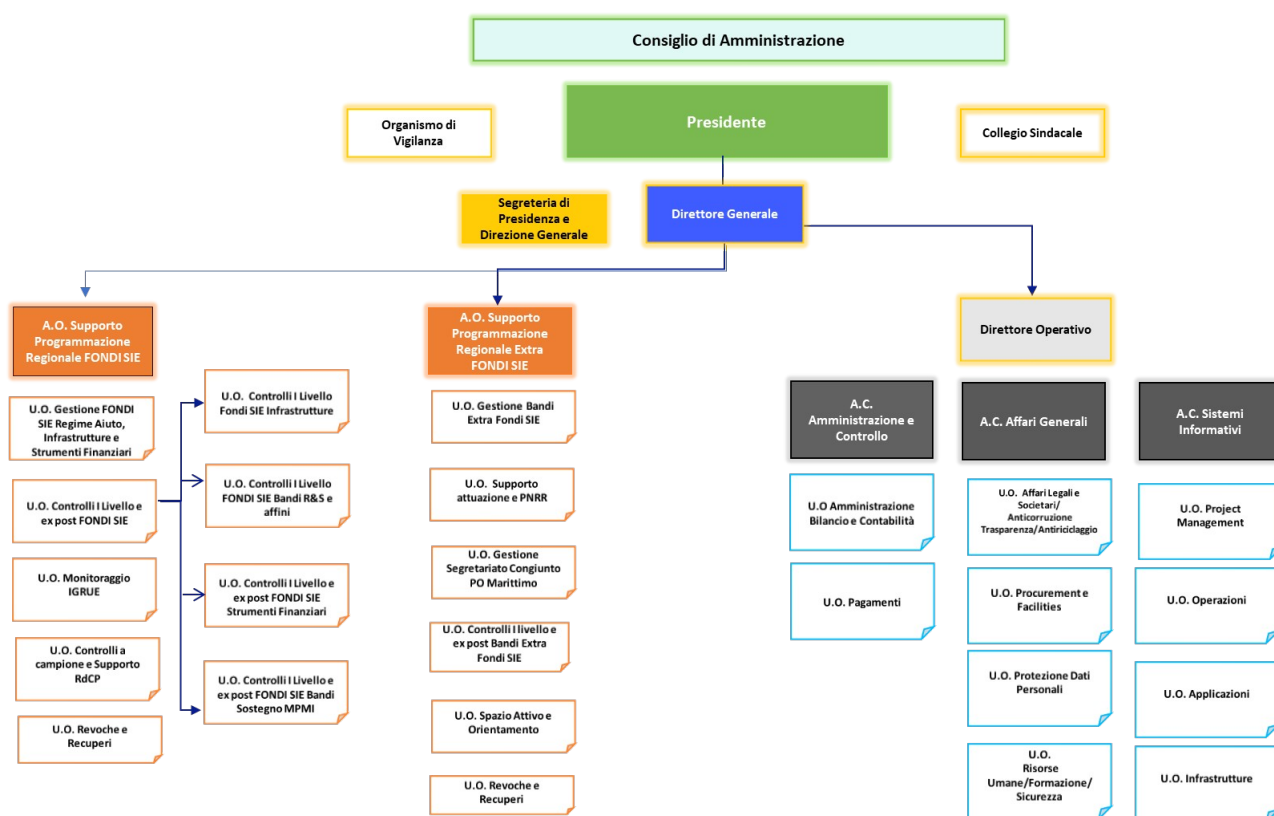 Consiglio di Amministrazione
Presidente
Organismo di
Vigilanza
Collegio Sindacale
Segreteria di
Presidenza e
Direzione Generale
Direttore Generale
A.O. Supporto
Programmazione
Regionale FONDI SIE
A.O. Supporto
Programmazione
Regionale Extra
FONDI SIE
Direttore Operativo
U.O. Gestione FONDI
SIE Regime Aiuto,
Infrastrutture e
Strumenti Finanziari
U.O. Controlli I Livello e
ex post FONDI SIE
U.O. Monitoraggio
IGRUE
U.O. Controlli a
campione e Supporto
RdCP
U.O. Revoche e
Recuperi
U.O. Controlli I Livello
Fondi SIE Infrastrutture
U.O. Controlli I Livello
FONDI SIE Bandi R&S e
affini
U.O. Controlli I Livello e
ex post FONDI SIE
Strumenti Finanziari
U.O. Controlli I Livello e
ex post FONDI SIE Bandi
Sostegno MPMI
U.O. Gestione Bandi
Extra Fondi SIE
U.O. Supporto
attuazione e PNRR
U.O. Gestione
Segretariato Congiunto
PO Marittimo
U.O. Controlli I livello e
ex post Bandi Extra
Fondi SIE
U.O. Spazio Attivo e
Orientamento
U.O. Revoche e
Recuperi
A.C.
Amministrazione e
Controllo
U.O Amministrazione
Bilancio e Contabilità
U.O. Pagamenti
A.C. Affari Generali
U.O. Affari Legali e
Societari/
Anticorruzione
Trasparenza/Antiriciclaggio
U.O. Procurement e
Facilities
U.O. Protezione Dati
Personali
U.O.
Risorse
Umane/Formazione/
Sicurezza
A.C. Sistemi
Informativi
U.O. Project
Management
U.O. Operazioni
U.O. Applicazioni
U.O. Infrastrutture